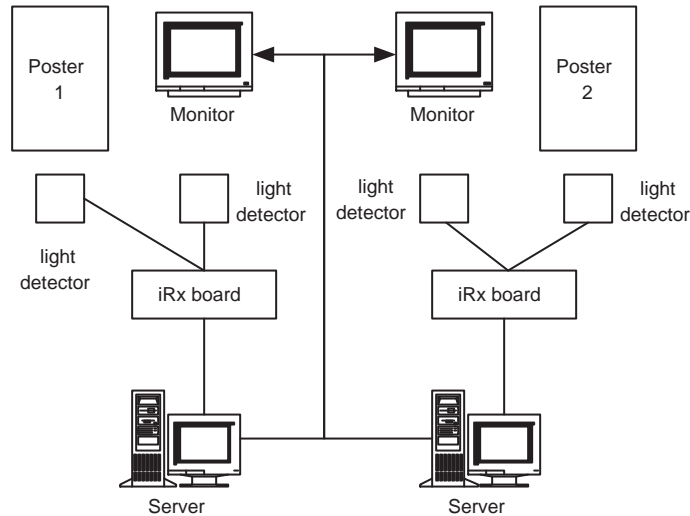 Poster
1
Monitor
Monitor
Poster
2
light
detector
light
detector
light
detector
light
detector
iRx board
iRx board
Server
Server